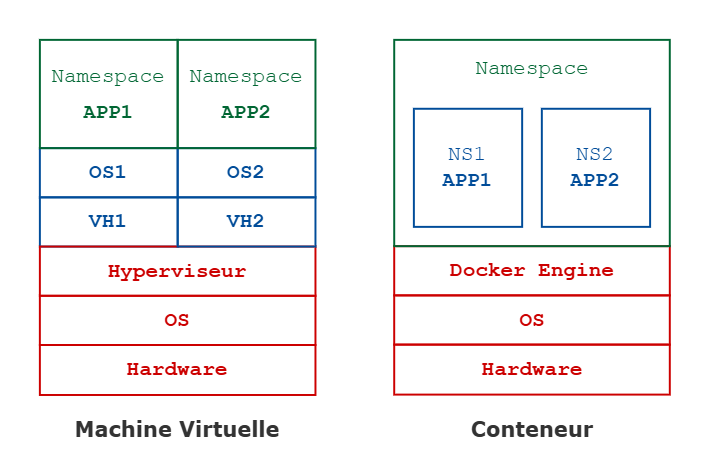 Namespace
APP1
Namespace
APP2
OS1
OS2
VH1
VH2
Hyperviseur
OS
Hardware
Machine Virtuelle
Namespace
NS1
APP1
NS2
APP2
Docker Engine
OS
Hardware
Conteneur